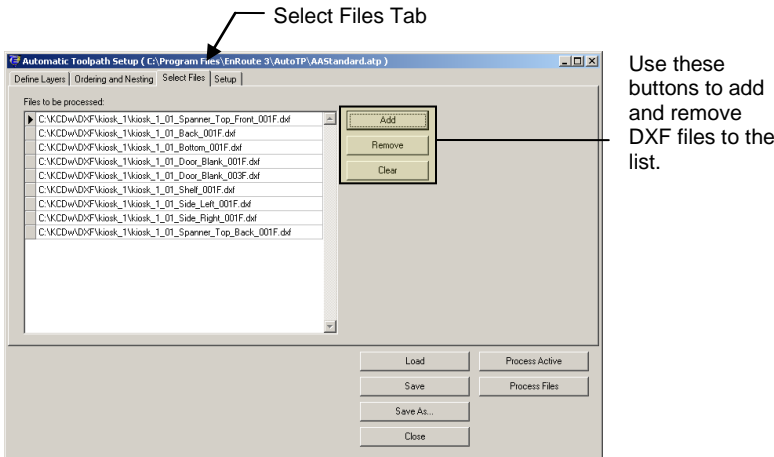 Select Files Tab
Automatic Toolpath Setup ( C:\Program Files\EnRoute 3\AutoTP\AAStandard.atp )
Define Layers Ordering and Nesting Select Files Setup
Files to be processed:
C:\KCDw\DXF\kiosk_1\kiosk_1_01_Spanner_Top_Front_001F.dxf
C:\KCDw\DXF\kiosk_1\kiosk_1_01_Back_001F.dxf
C:\KCDw\DXF\kiosk_1\kiosk_1_01_Bottom_001F.dxf
C:\KCDw\DXF\kiosk_1\kiosk_1_01_Door_Blank_001F.dxf
C:\KCDw\DXF\kiosk_1\kiosk_1_01_Door_Blank_003F.dxf
C:\KCDw\DXF\kiosk_1\kiosk_1_01_Shelf_001F.dxf
C:\KCDw\DXF\kiosk_1\kiosk_1_01_Side_Left_001F.dxf
C:\KCDw\DXF\kiosk_1\kiosk_1_01_Side_Right_001F.dxf
C:\KCDw\DXF\kiosk_1\kiosk_1_01_Spanner_Top_Back_001F.dxf
Add
Remove
Clear
Use these
buttons to add
and remove
DXF files to the
list.
Load
Process Active
Save
Process Files
Save As...
Close